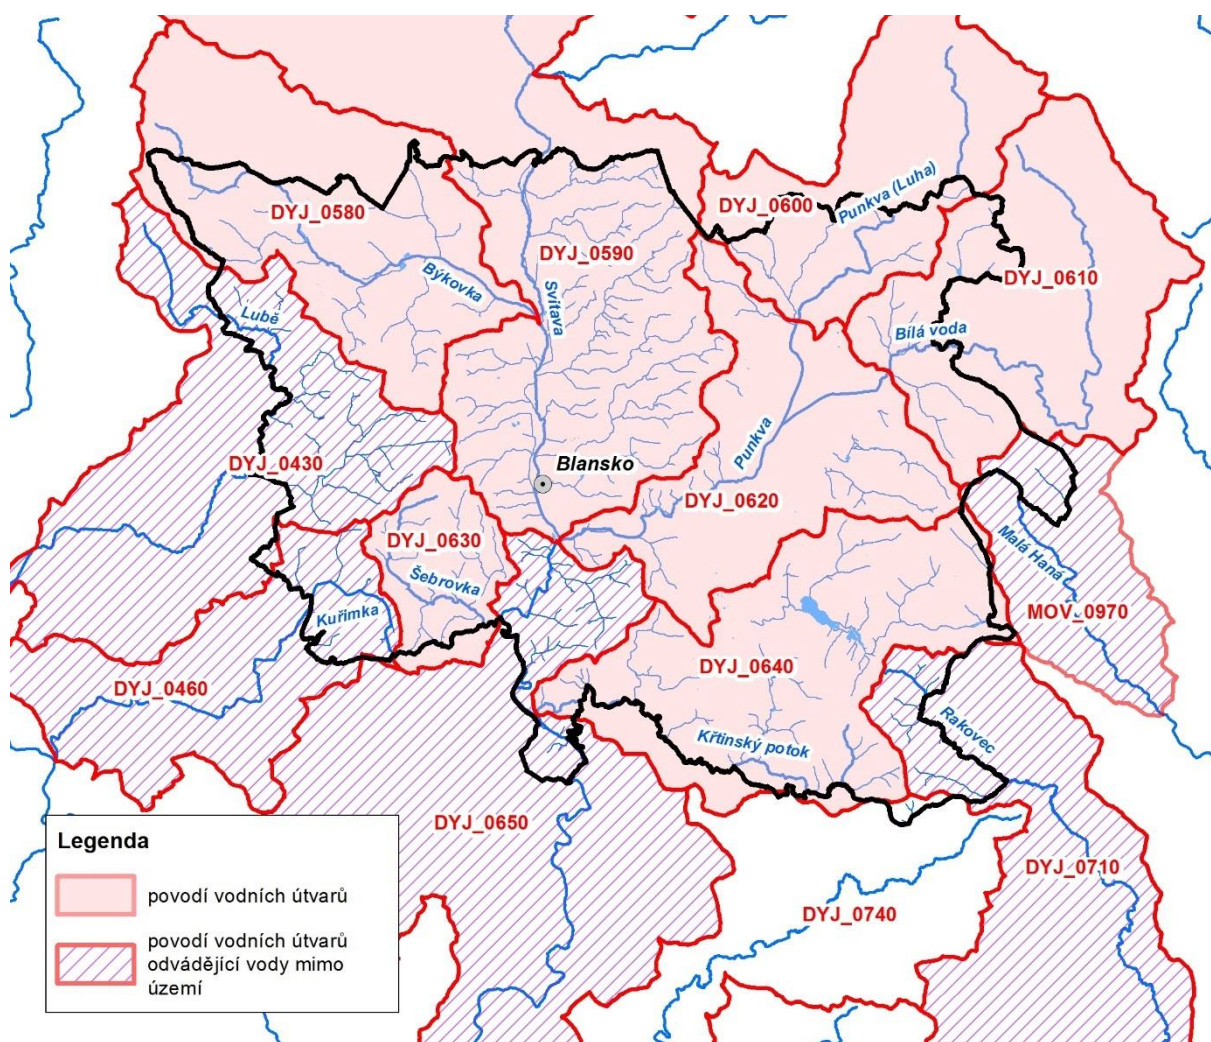 DYJ_0580
DYJ_0600
Punkva (Luha)
DYJ_0590
DYJ_0610
Býkovka
Svitava
Lubě
Bílá voda
DYJ_0430
Blansko
Punkva
DYJ_0620
DYJ_0630
Šebrovka
Kuřimka
Malá Haná
MOV_0970
DYJ_0460
DYJ_0640
Rakovec
Křtinský potok
DYJ_0650
DYJ_0710
DYJ_0740
Legenda
povodí vodních útvarů
povodí vodních útvarů
odvádějící vody mimo
území